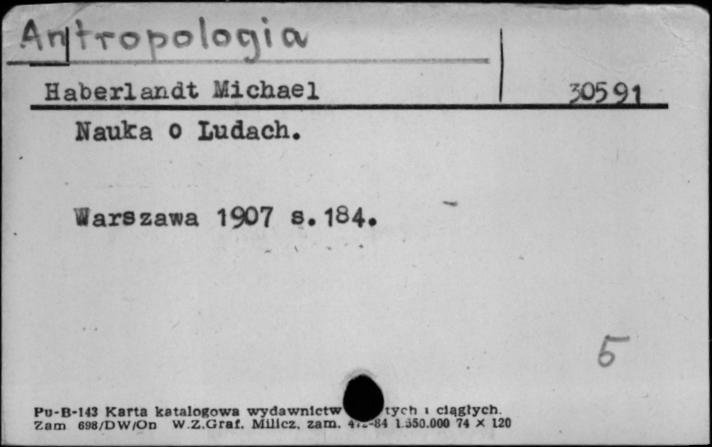 Antropologia
Haberlandt Michael 30591
Nauka o Ludach.
Warszawa 1907 s. 184.
5
Pu-B-143 Karta katalogowa wydawnictw tych i ciągłych.
Zam 698/DW/On W.Z.Graf. Milicz, zam. 1.550.000 74 × 120